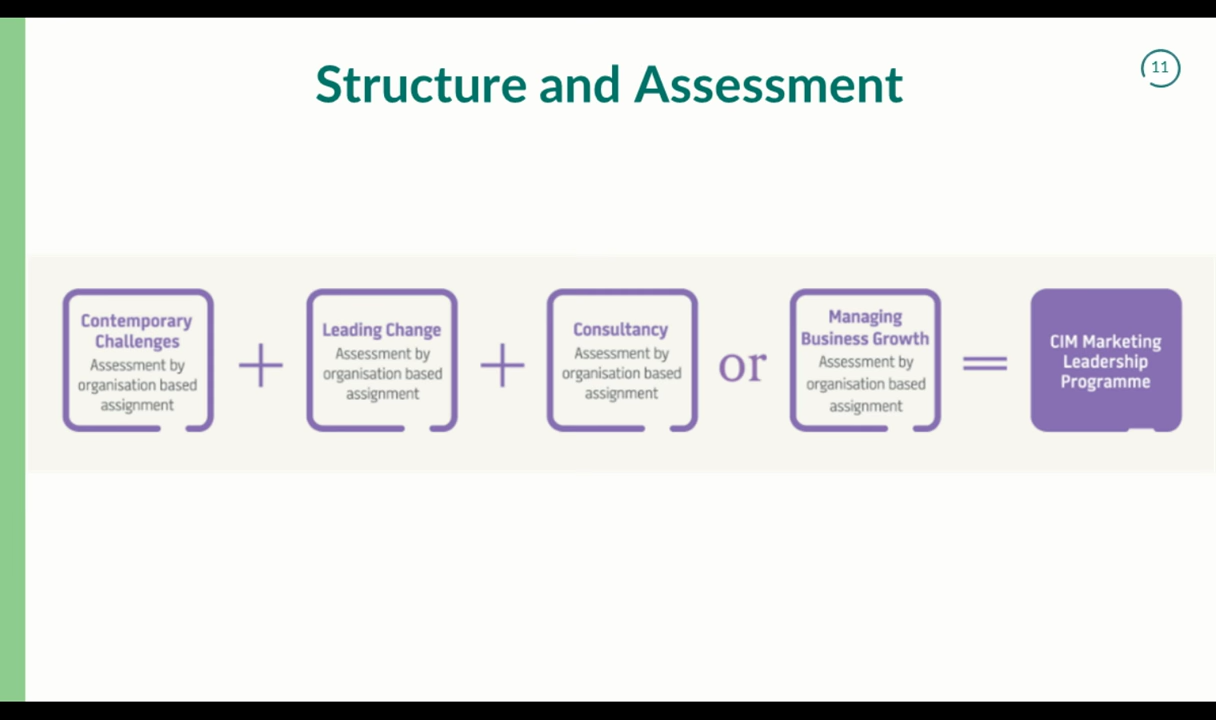 Structure and Assessment
11
Contemporary
Challenges
Assessment by
organisation based
assignment
+
Leading Change
Assessment by
organisation based
assignment
+
Consultancy
Assessment by
organisation based
assignment
or
Managing
Business Growth
Assessment by
organisation based
assignment
=
CIM Marketing
Leadership
Programme